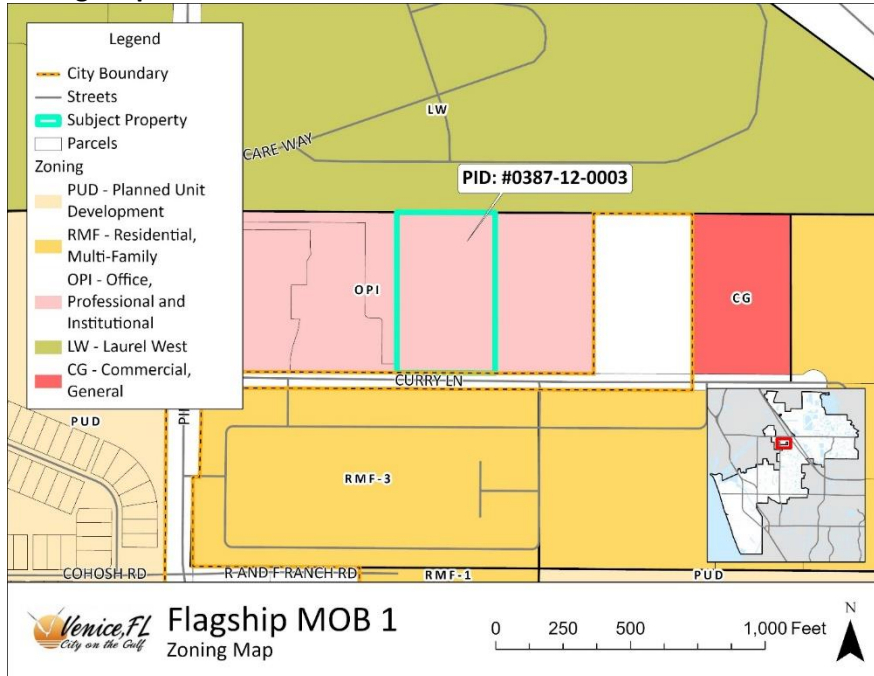 Legend
City Boundary
Streets
Subject Property
Parcels
Zoning
PUD - Planned Unit
Development
RMF - Residential,
Multi-Family
OPI - Office,
Professional and
Institutional
LW - Laurel West
CG - Commercial,
General
LW
CARE WAY
PID: #0387-12-0003
OPI
CG
CURRY LN
PUD
RMF-3
COHOSH RD
R AND F RANCH RD
RMF-1
PUD
Venice, FL
City on the Gulf
Flagship MOB 1
Zoning Map
0 250 500 1,000 Feet
N